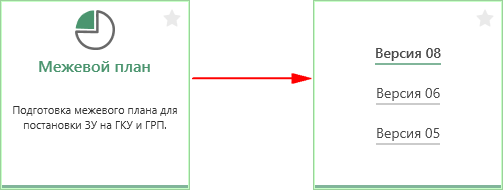 Межевой план
Подготовка межевого плана для
постановки ЗУ на ГКУ и ГРП.
Версия 08
Версия 06
Версия 05